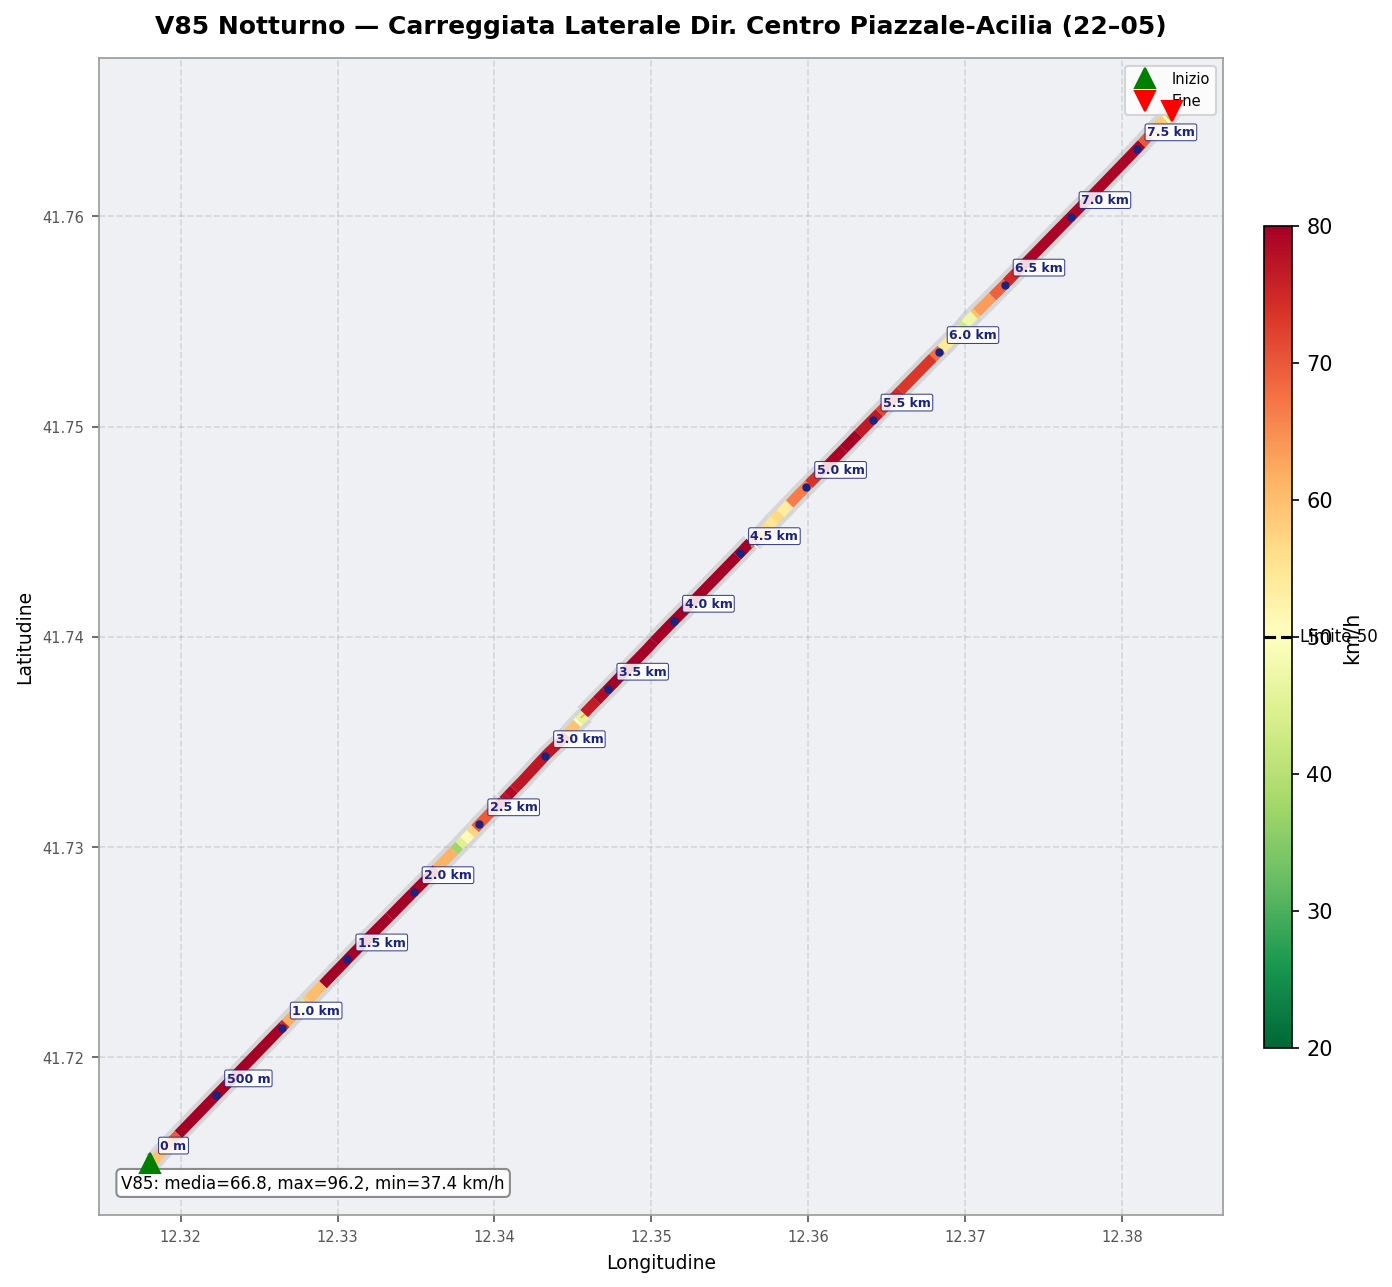 V85 Notturno — Carreggiata Laterale Dir. Centro Piazzale-Acilia (22–05)
Inizio
Fine
7.5 km
7.0 km
6.5 km
6.0 km
5.5 km
5.0 km
4.5 km
4.0 km
3.5 km
3.0 km
2.5 km
2.0 km
1.5 km
1.0 km
500 m
0 m
V85: media=66.8, max=96.2, min=37.4 km/h
41.76
41.75
41.74
41.73
41.72
Latitudine
12.32
12.33
12.34
12.35
12.36
12.37
12.38
Longitudine
80
70
60
50
Limite 50
40
30
20
km/h